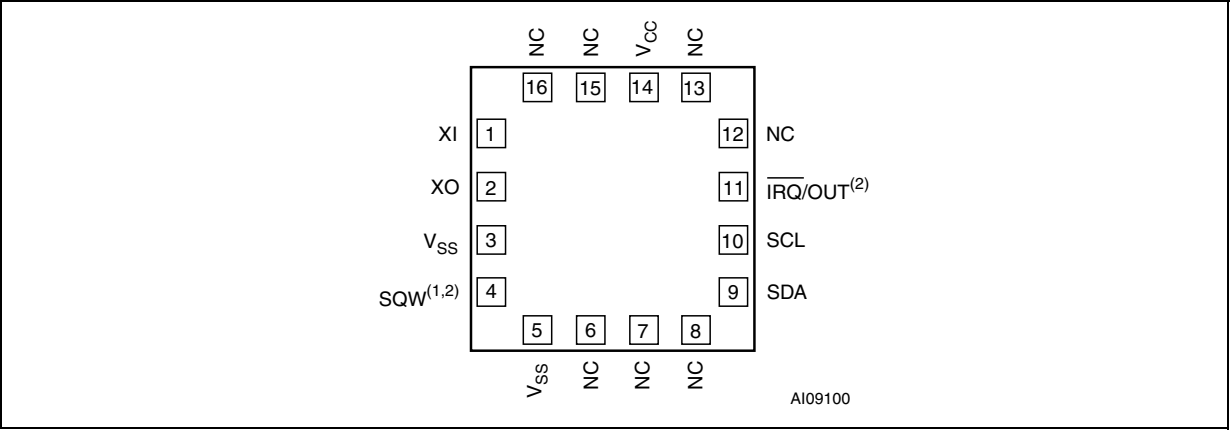 NC NC VCC NC
16 15 14 13
XI 1 12 NC
XO 2 11 IRQ/OUT(2)
VSS 3 10 SCL
SQW(1,2) 4 9 SDA
5 6 7 8
VSS NC NC NC
AI09100